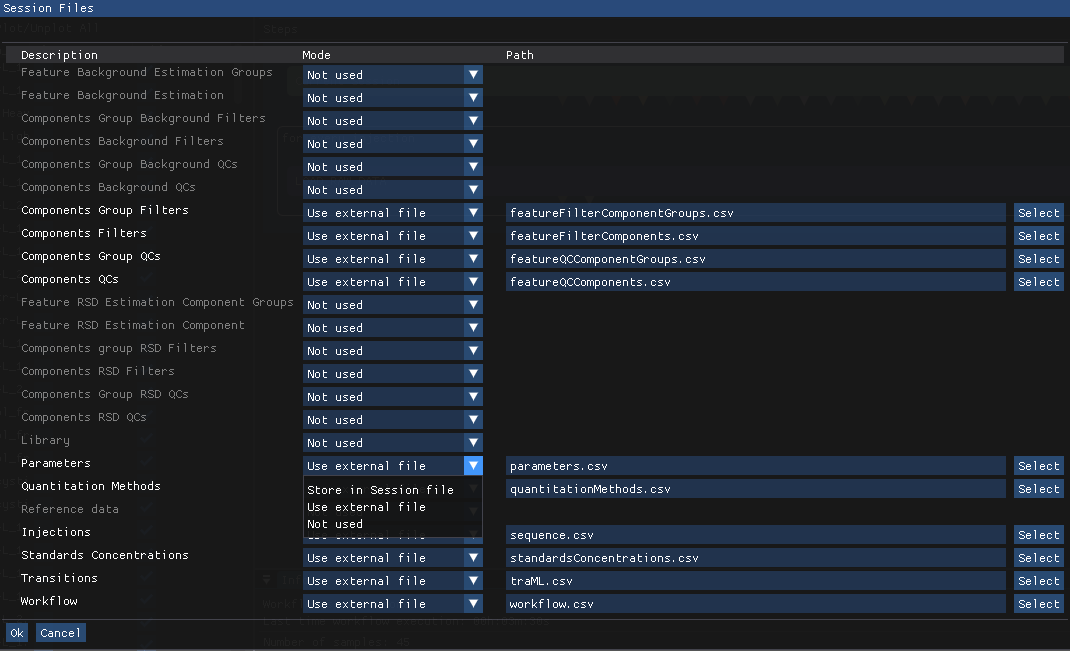 Session Files
Steps
Description Mode Path
Feature Background Estimation Groups Not used
Feature Background Estimation Not used
Components Group Background Filters Not used
Components Background Filters Not used
Components Group Background QCs Not used
Components Background QCs Not used
Components Group Filters Use external file featureFilterComponentGroups.csv Select
Components Filters Use external file featureFilterComponents.csv Select
Components Group QCs Use external file featureQCComponentGroups.csv Select
Components QCs Use external file featureQCComponents.csv Select
Feature RSD Estimation Component Groups Not used
Feature RSD Estimation Component Not used
Components group RSD Filters Not used
Components RSD Filters Not used
Components Group RSD QCs Not used
Components RSD QCs Not used
Library Not used
Parameters Use external file parameters.csv Select
Quantitation Methods Store in Session file quantitationMethods.csv Select
Reference data Use external file
Not used
Injections sequence.csv Select
Standards Concentrations Use external file standardsConcentrations.csv Select
Transitions Use external file traML.csv Select
Workflow Use external file workflow.csv Select
Ok Cancel
Number of samples: